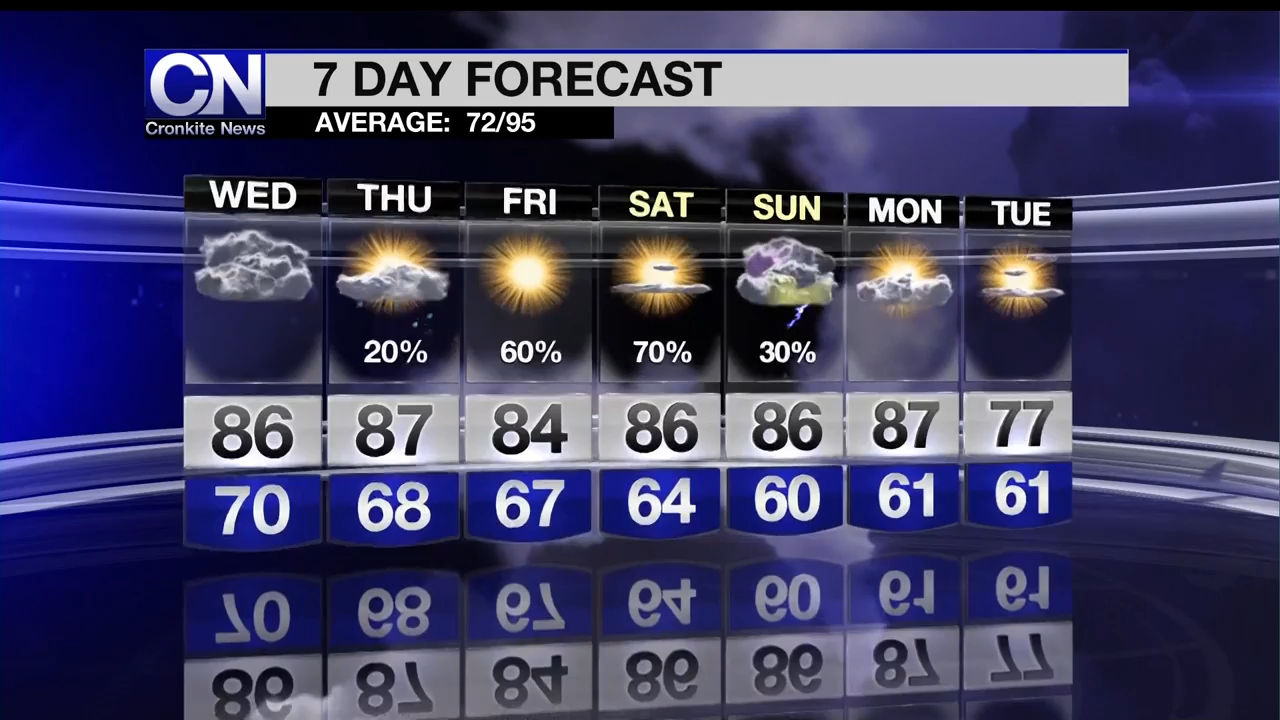 CN
Cronkite News
7 DAY FORECAST
AVERAGE: 72/95
WED THU FRI SAT SUN MON TUE
20% 60% 70% 30%
86 87 84 86 86 87 77
70 68 67 64 60 61 61